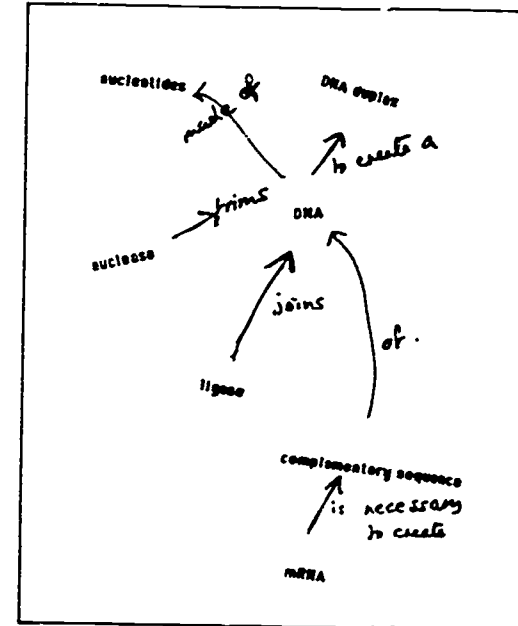 nucleotides
made of
DNA duplex
to create a
trims
DNA
nuclease
joins
ligase
of.
complementary sequence
is necessary
to create
mRNA